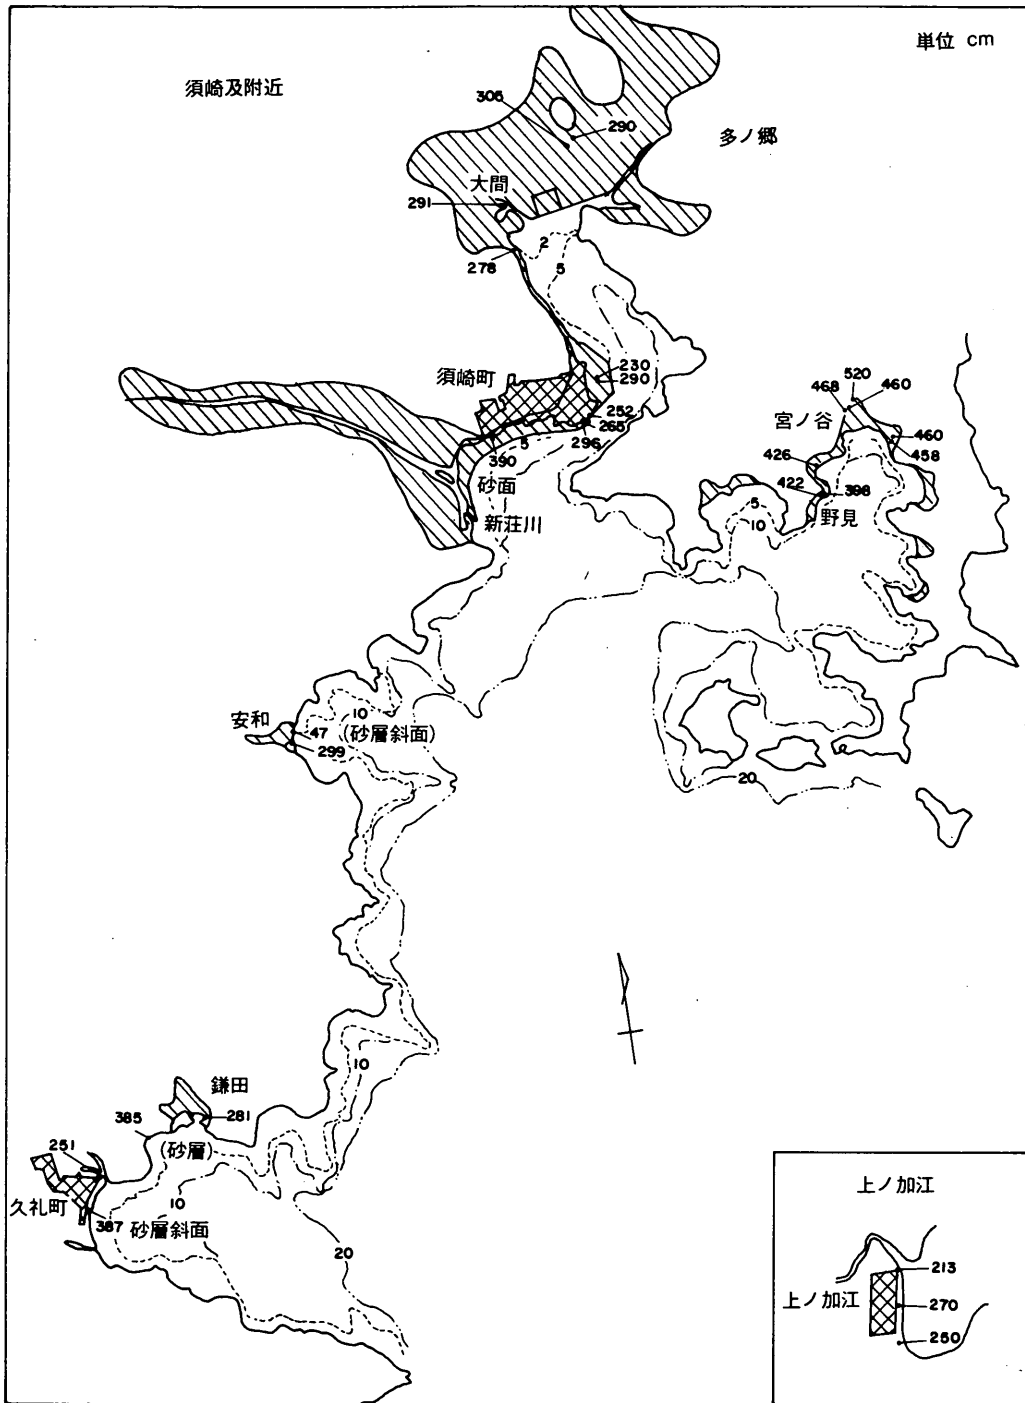 単位 cm
須崎及附近
305
290
多ノ郷
大間
291
2
278
5
230
須崎町
290
520
468
460
252
宮ノ谷
265
460
296
5
390
458
426
砂面
422
398
5
新荘川
10
野見
安和
10
47
(砂層斜面)
299
20
10
鎌田
385
281
251
(砂層)
久礼町
10
387
砂層斜面
20
上ノ加江
213
上ノ加江
270
250